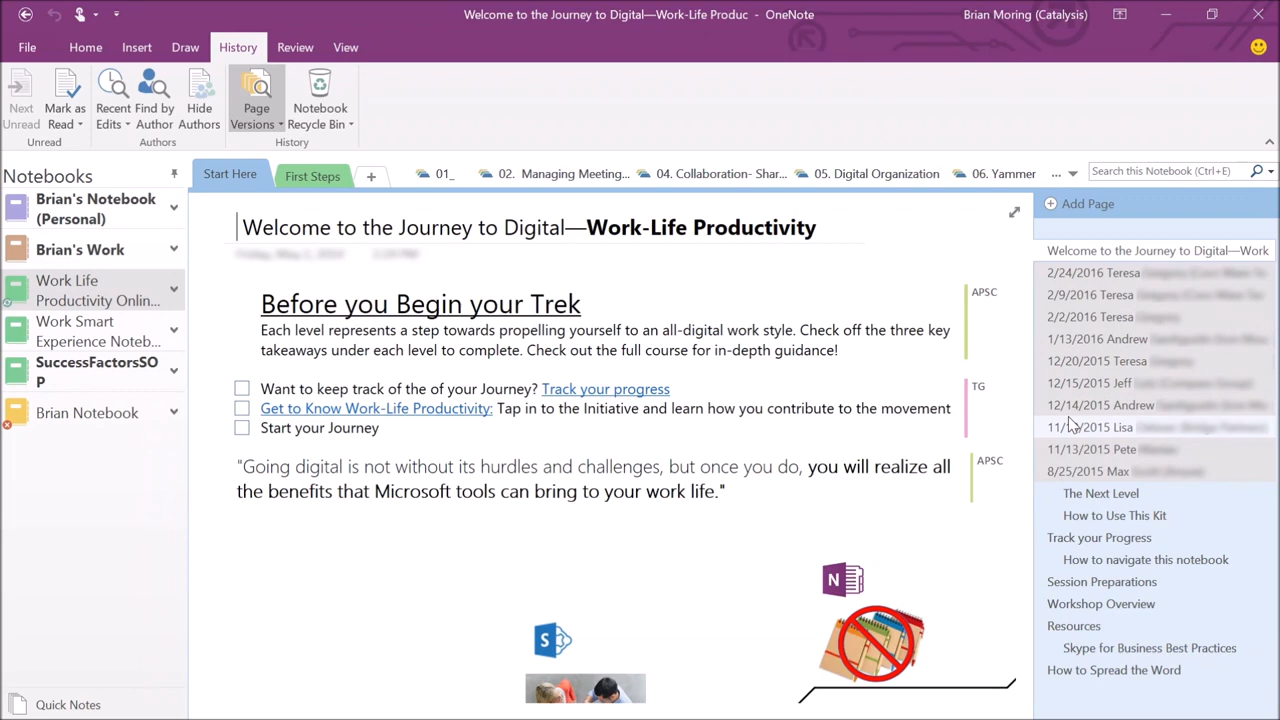 Welcome to the Journey to Digital—Work-Life Produc - OneNote
Brian Moring (Catalysis)
File
Home
Insert
Draw
History
Review
View
Next Unread
Mark as Read
Recent Edits
Find by Author
Hide Authors
Page Versions
Notebook Recycle Bin
Unread
Authors
History
Notebooks
Start Here
First Steps
01_
02. Managing Meeting...
04. Collaboration- Shar...
05. Digital Organization
06. Yammer
...
Search this Notebook (Ctrl+E)
Brian's Notebook
(Personal)
Brian's Work
Work Life
Productivity Onlin...
Work Smart
Experience Noteb...
SuccessFactorsSO
P
Brian Notebook
Quick Notes
Welcome to the Journey to Digital—Work-Life Productivity
Before you Begin your Trek
APSC
Each level represents a step towards propelling yourself to an all-digital work style. Check off the three key
takeaways under each level to complete. Check out the full course for in-depth guidance!
Want to keep track of the of your Journey? Track your progress
TG
Get to Know Work-Life Productivity: Tap in to the Initiative and learn how you contribute to the movement
Start your Journey
"Going digital is not without its hurdles and challenges, but once you do, you will realize all
APSC
the benefits that Microsoft tools can bring to your work life."
N
S
Add Page
Welcome to the Journey to Digital—Work
2/24/2016 Teresa
2/9/2016 Teresa
2/2/2016 Teresa
1/13/2016 Andrew
12/20/2015 Teresa
12/15/2015 Jeff
12/14/2015 Andrew
Lisa
11/13/2015 Pete
8/25/2015 Max
The Next Level
How to Use This Kit
Track your Progress
How to navigate this notebook
Session Preparations
Workshop Overview
Resources
Skype for Business Best Practices
How to Spread the Word